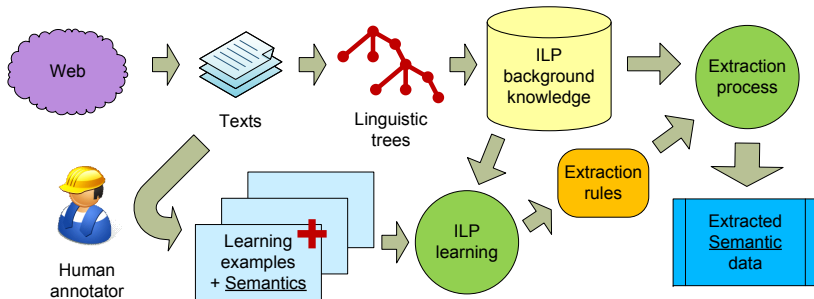 Web
Texts
Linguistic
trees
ILP
background
knowledge
Extraction
process
Human
annotator
Learning
examples
+ Semantics
ILP
learning
Extraction
rules
Extracted
Semantic
data